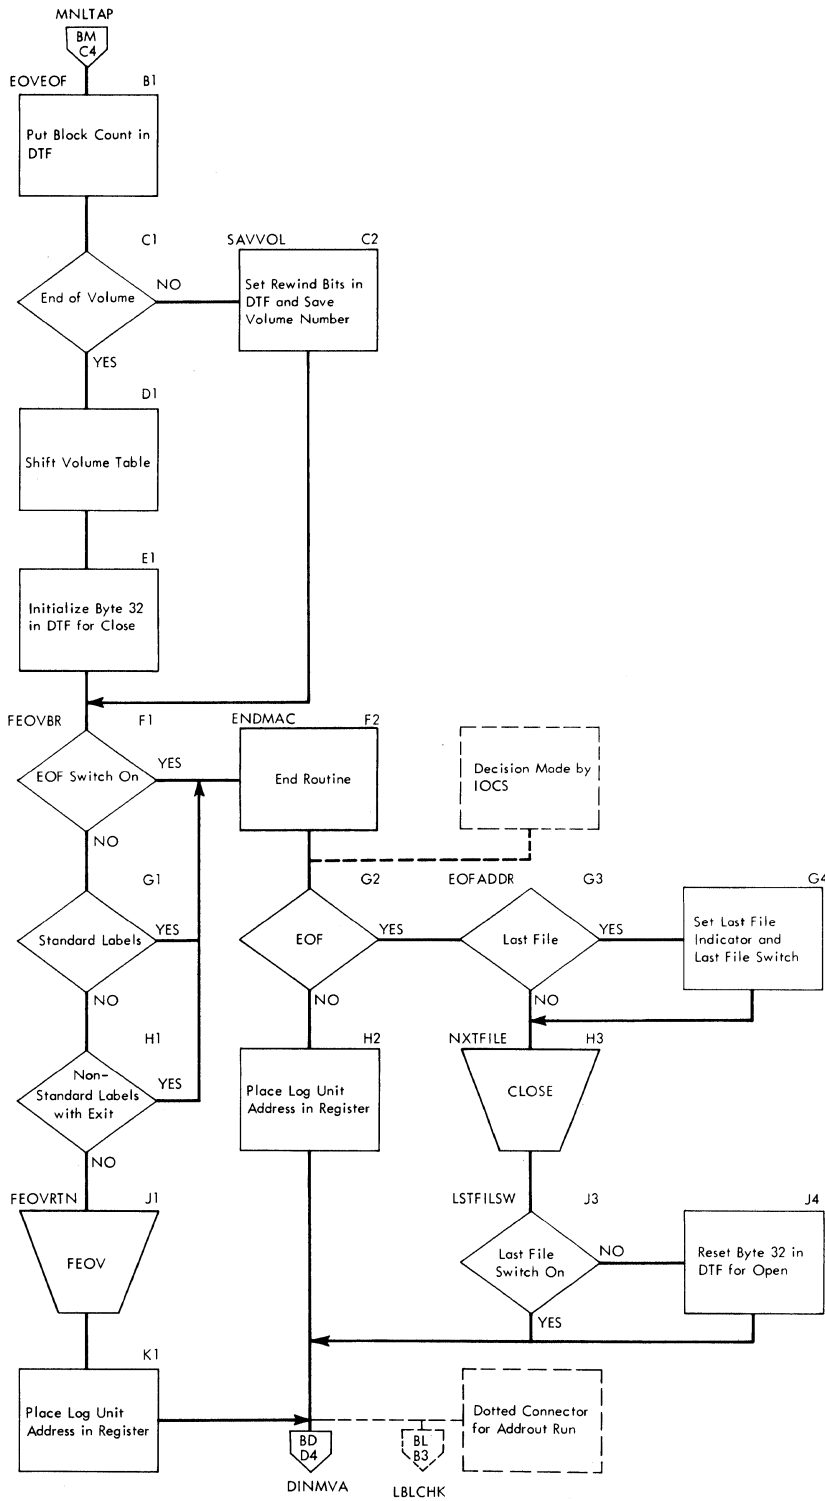 MNLTAP
BM
C4
EOVEOF
B1
Put Block Count in
DTF
C1
End of Volume
NO
YES
SAVVOL
C2
Set Rewind Bits in
DTF and Save
Volume Number
D1
Shift Volume Table
E1
Initialize Byte 32
in DTF for Close
FEOVBR
F1
EOF Switch On
YES
NO
ENDMAC
F2
End Routine
Decision Made by
IOCS
G1
Standard Labels
YES
NO
G2
EOF
YES
NO
EOFADDR
G3
Last File
YES
NO
G4
Set Last File
Indicator and
Last File Switch
H1
Non-
Standard Labels
with Exit
YES
NO
H2
Place Log Unit
Address in Register
NXTFILE
H3
CLOSE
FEOVRTN
J1
FEOV
LSTFILSW
J3
Last File
Switch On
NO
YES
J4
Reset Byte 32 in
DTF for Open
K1
Place Log Unit
Address in Register
Dotted Connector
for Addrout Run
BD
D4
DINMVA
BL
B3
LBLCHK